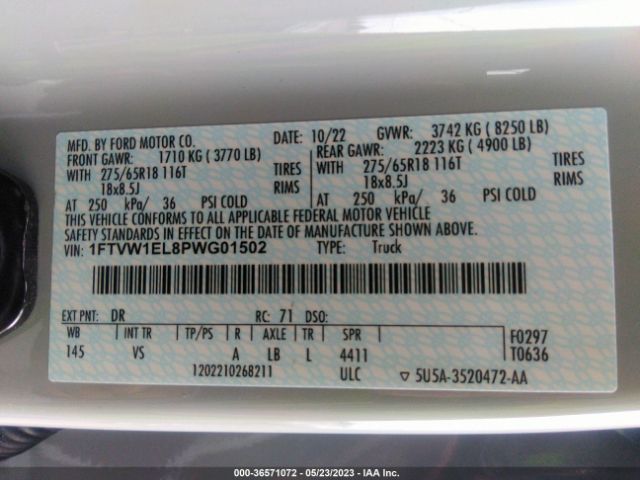 MFD. BY FORD MOTOR CO. DATE: 10/22 GVWR: 3742 KG ( 8250 LB)
FRONT GAWR: 1710 KG ( 3770 LB) REAR GAWR: 2223 KG ( 4900 LB)
WITH 275/65R18 116T TIRES WITH 275/65R18 116T TIRES
18x8.5J RIMS 18x8.5J RIMS
AT 250 kPa/ 36 PSI COLD AT 250 kPa/ 36 PSI COLD
THIS VEHICLE CONFORMS TO ALL APPLICABLE FEDERAL MOTOR VEHICLE
SAFETY STANDARDS IN EFFECT ON THE DATE OF MANUFACTURE SHOWN ABOVE.
VIN: 1FTVW1EL8PWG01502 TYPE: Truck
EXT PNT: DR RC: 71 DSO:
WB INT TR TP/PS R AXLE TR SPR F0297
145 VS A LB L 4411 T0636
1202210268211 ULC ▽ 5U5A-3520472-AA
000-36571072 - 05/23/2023 - IAA Inc.